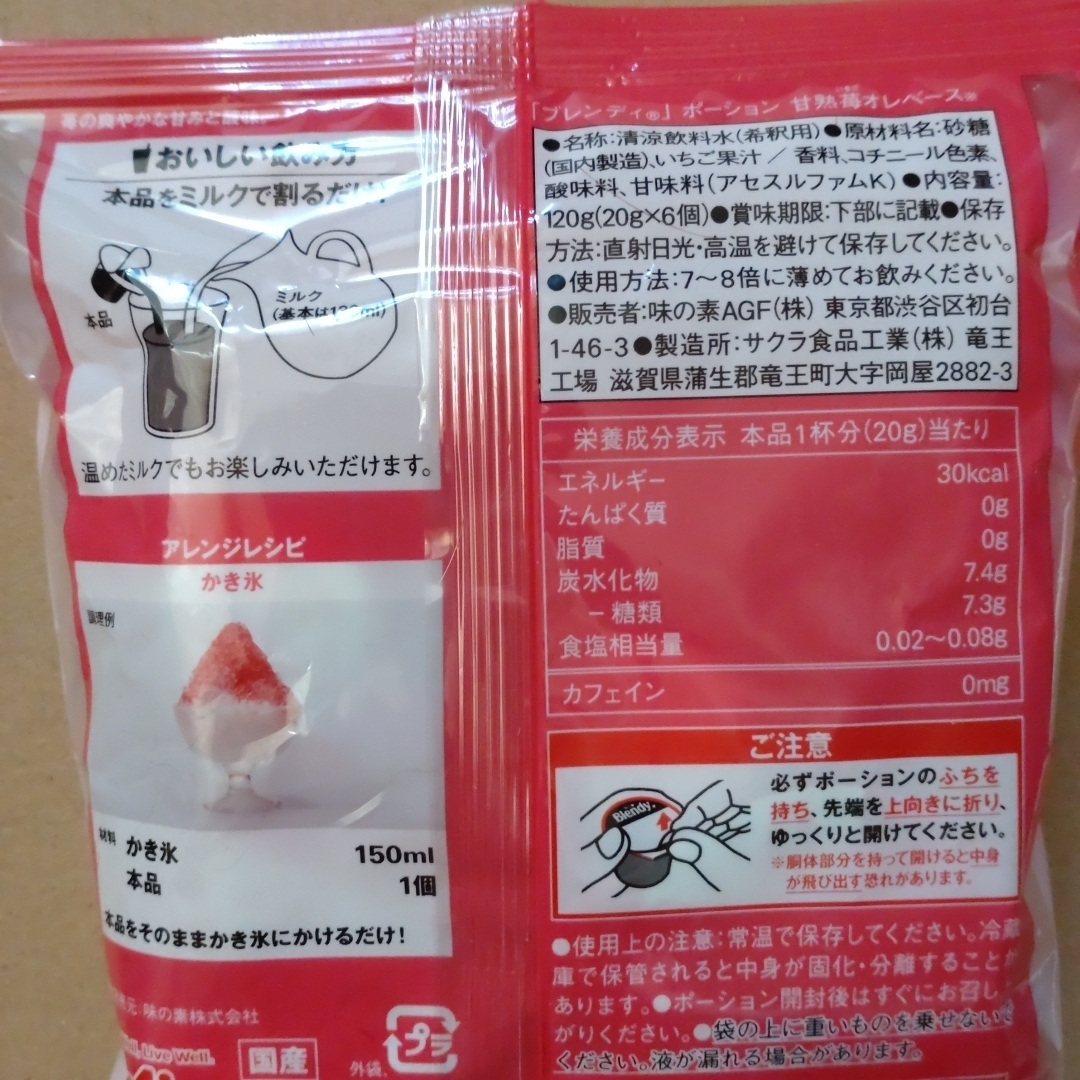 苺の爽やかな甘みと酸味。
おいしい飲み方
本品をミルクで割るだけ!
ミルク
(基本は120ml)
本品
温めたミルクでもお楽しみいただけます。
アレンジレシピ
かき氷
調理例
材料 かき氷 150ml
本品 1個
本品をそのままかき氷にかけるだけ!
元:味の素株式会社
Live Well.
国産
外袋、
プラ
「ブレンディ®」ポーション 甘熟苺オレベース※
●名称:清涼飲料水(希釈用)●原材料名:砂糖
(国内製造)、いちご果汁/香料、コチニール色素、
酸味料、甘味料(アセスルファムK)●内容量:
120g(20g×6個)●賞味期限:下部に記載●保存
方法:直射日光・高温を避けて保存してください。
●使用方法:7〜8倍に薄めてお飲みください。
●販売者:味の素AGF(株) 東京都渋谷区初台
1-46-3●製造所:サクラ食品工業(株) 竜王
工場 滋賀県蒲生郡竜王町大字岡屋2882-3
栄養成分表示 本品1杯分(20g)当たり
エネルギー 30kcal
たんぱく質 0g
脂質 0g
炭水化物 7.4g
−糖類 7.3g
食塩相当量 0.02〜0.08g
カフェイン 0mg
ご注意
Blendy®
必ずポーションのふちを
持ち、先端を上向きに折り、
ゆっくりと開けてください。
※胴体部分を持って開けると中身
が飛び出す恐れがあります。
●使用上の注意:常温で保存してください。冷蔵
庫で保管されると中身が固化・分離することが
あります。●ポーション開封後はすぐにお召し上
がりください。●袋の上に重いものを乗せないで
ください。液が漏れる場合があります。